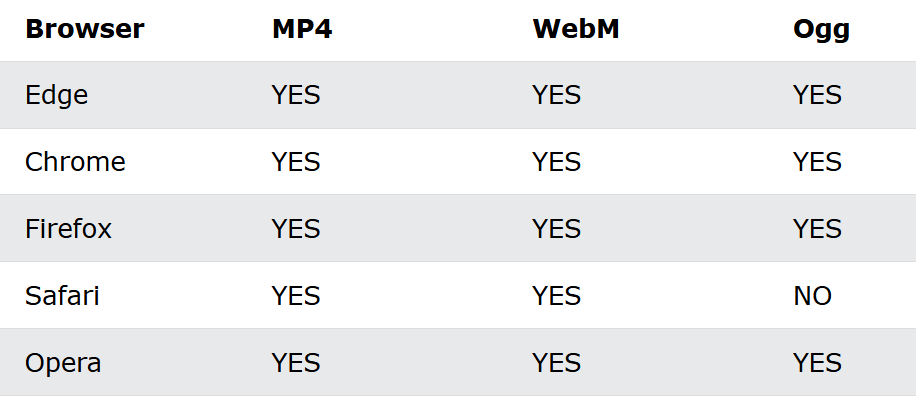 Browser MP4 WebM Ogg
Edge YES YES YES
Chrome YES YES YES
Firefox YES YES YES
Safari YES YES NO
Opera YES YES YES